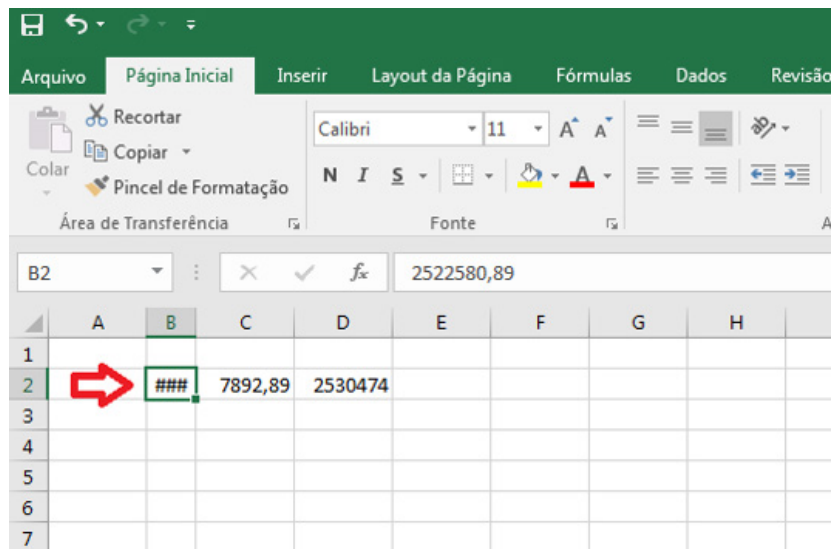 Arquivo Página Inicial Inserir Layout da Página Fórmulas Dados Revisão
Recortar
Copiar
Pincel de Formatação
Colar
Área de Transferência
Calibri 11 A A
N I S A
Fonte
B2 fx 2522580,89
A B C D E F G H
1
2 ### 7892,89 2530474
3
4
5
6
7